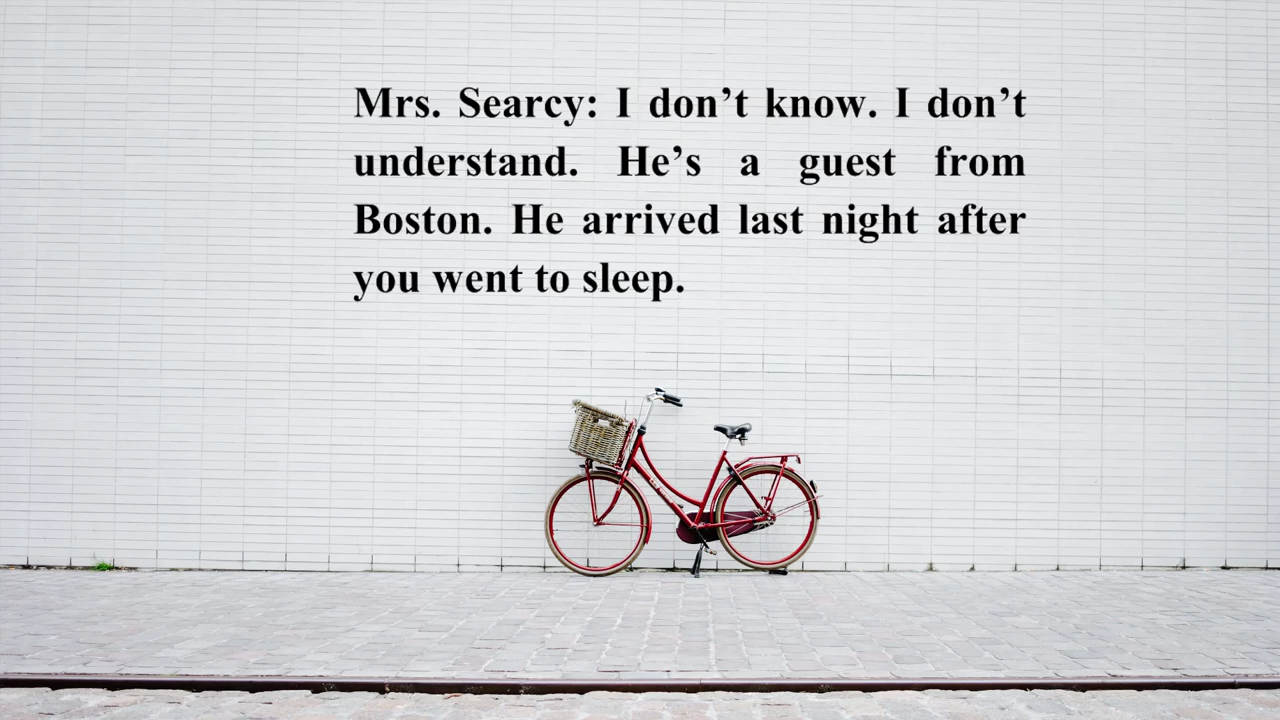 Mrs. Searcy: I don’t know. I don’t
understand. He’s a guest from
Boston. He arrived last night after
you went to sleep.